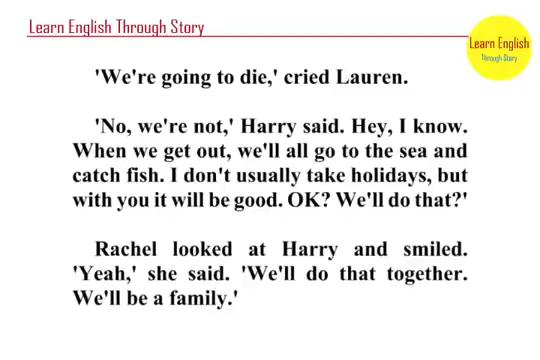 Learn English Through Story
Learn English
Through Story
'We're going to die,' cried Lauren.
'No, we're not,' Harry said. Hey, I know.
When we get out, we'll all go to the sea and
catch fish. I don't usually take holidays, but
with you it will be good. OK? We'll do that?'
Rachel looked at Harry and smiled.
'Yeah,' she said. 'We'll do that together.
We'll be a family.'